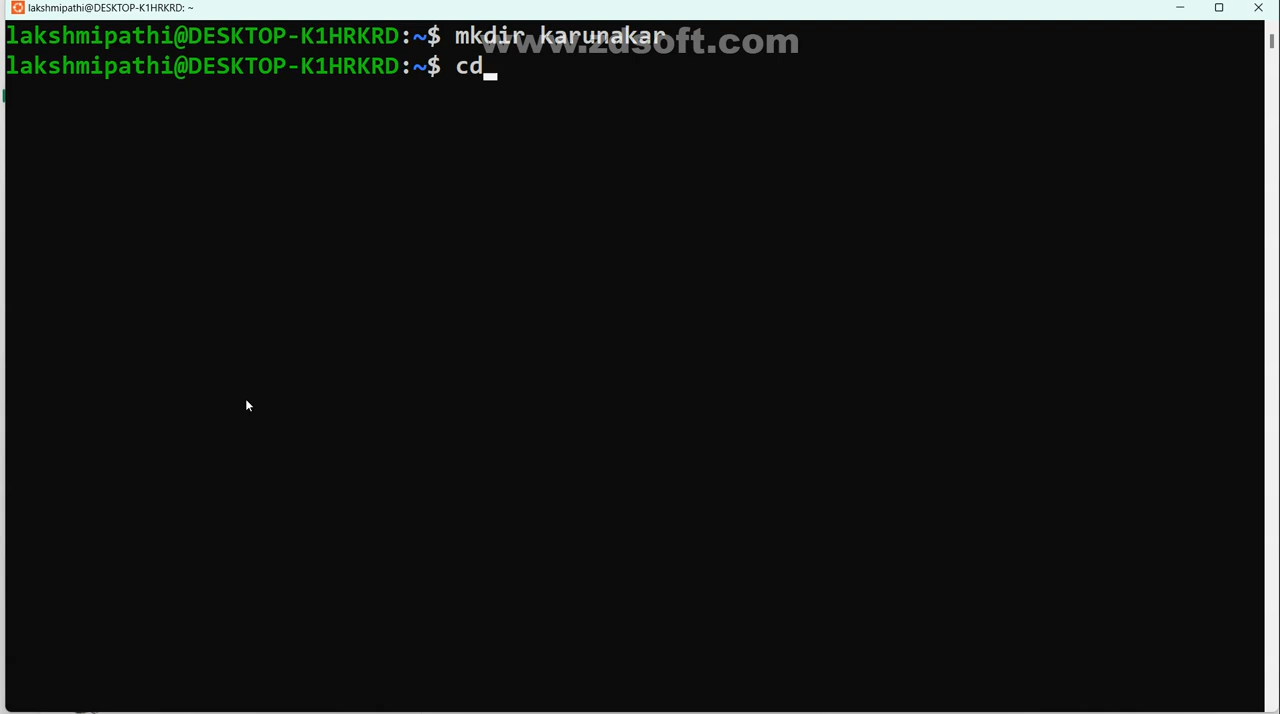 lakshmipathi@DESKTOP-K1HRKRD: ~
lakshmipathi@DESKTOP-K1HRKRD:~$ mkdir karunakar
www.zdsoft.com
lakshmipathi@DESKTOP-K1HRKRD:~$ cd